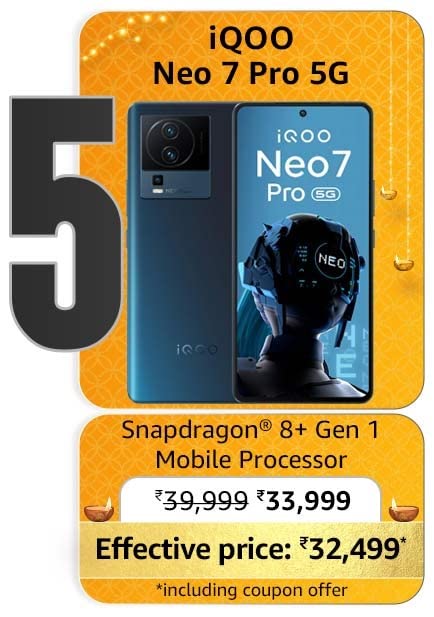 iQOO
Neo 7 Pro 5G
5
iQOO
Neo7
Pro 5G
NEO
iQOO
Snapdragon® 8+ Gen 1
Mobile Processor
₹39,999 ₹33,999
Effective price: ₹32,499*
*including coupon offer